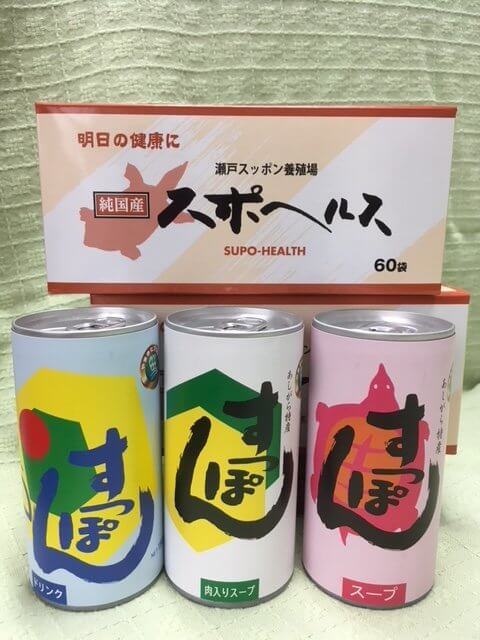 明日の健康に
瀬戸スッポン養殖場
純国産
スポヘルス
SUPO-HEALTH
60袋
すっぽん
ドリンク
すっぽん
あしがら特産
肉入りスープ
すっぽん
あしがら特産
スープ